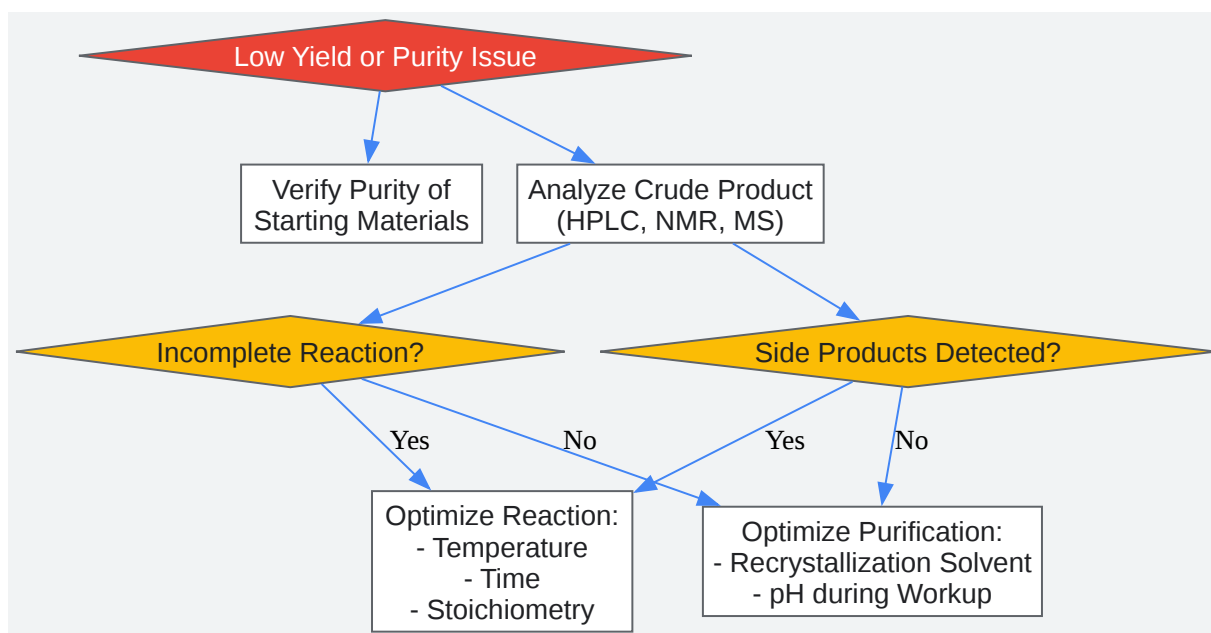 Low Yield or Purity Issue
Verify Purity of
Starting Materials
Analyze Crude Product
(HPLC, NMR, MS)
Incomplete Reaction?
Side Products Detected?
Yes
No
Yes
No
Optimize Reaction:
- Temperature
- Time
- Stoichiometry
Optimize Purification:
- Recrystallization Solvent
- pH during Workup